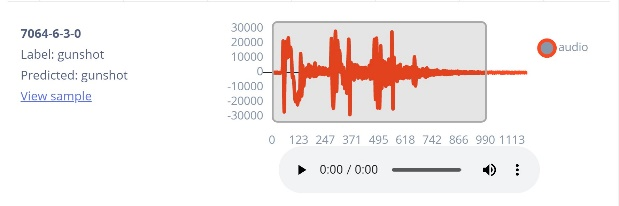 7064-6-3-0
Label: gunshot
Predicted: gunshot
View sample
30000
20000
10000
0
-10000
-20000
-30000
0 123 247 371 495 618 742 866 990 1113
audio
0:00 / 0:00